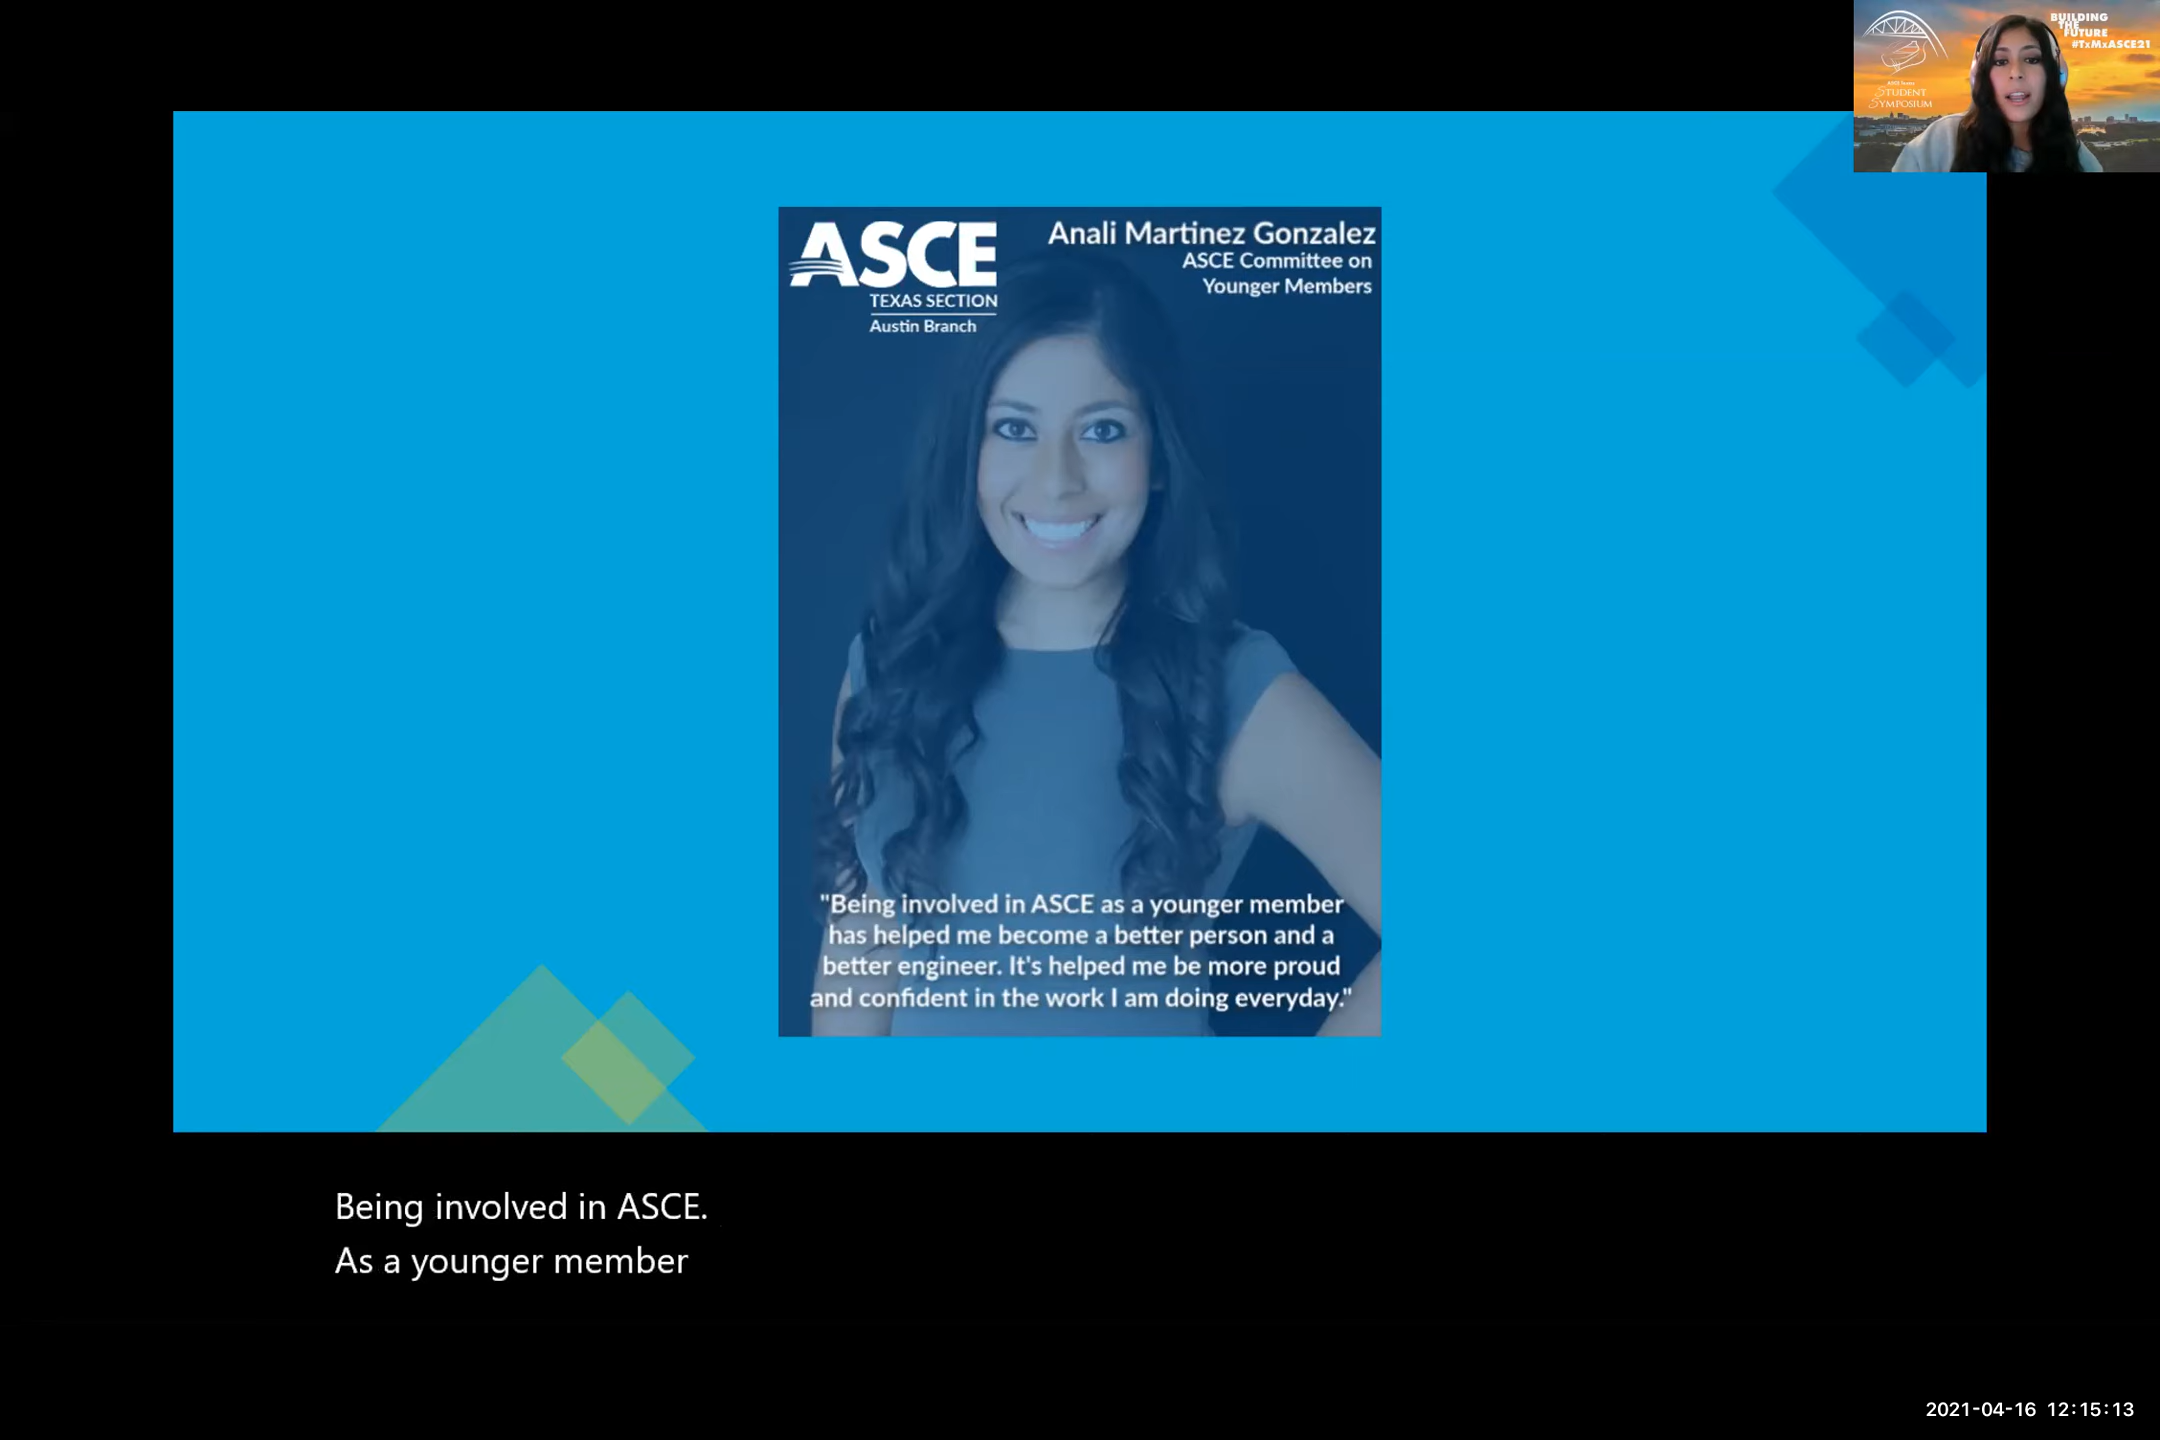 BUILDING
THE
FUTURE
#TxMxASCE21
ASCE Texas
STUDENT
SYMPOSIUM
ASCE
TEXAS SECTION
Austin Branch
Anali Martinez Gonzalez
ASCE Committee on
Younger Members
"Being involved in ASCE as a younger member
has helped me become a better person and a
better engineer. It's helped me be more proud
and confident in the work I am doing everyday."
Being involved in ASCE.
As a younger member
2021-04-16 12:15:13